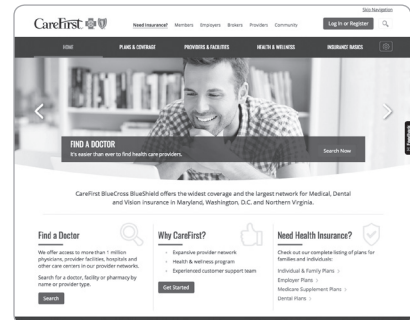 Skip Navigation
CareFirst
Need Insurance? Members Employers Brokers Providers Community
Log In or Register
HOME PLANS & COVERAGE PROVIDERS & FACILITIES HEALTH & WELLNESS INSURANCE BASICS
FIND A DOCTOR
It's easier than ever to find health care providers.
Search Now
Feedback
CareFirst BlueCross BlueShield offers the widest coverage and the largest network for Medical, Dental
and Vision insurance in Maryland, Washington, D.C. and Northern Virginia.
Find a Doctor
We offer access to more than 1 million
physicians, provider facilities, hospitals and
other care centers in our provider networks.
Search for a doctor, facility or pharmacy by
name or provider type.
Search
Why CareFirst?
Expansive provider network
Health & wellness program
Experienced customer support team
Get Started
Need Health Insurance?
Check out our complete listing of plans for
families and individuals:
Individual & Family Plans >
Employer Plans >
Medicare Supplement Plans >
Dental Plans >